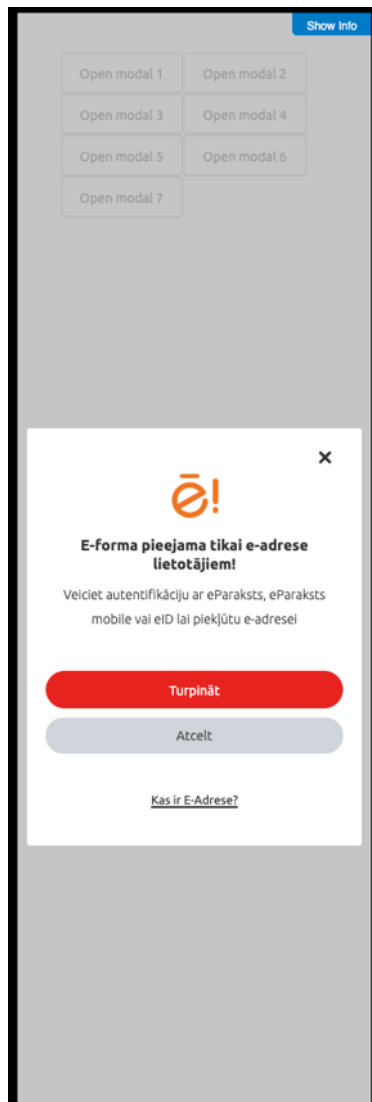 Show Info
Open modal 1 Open modal 2
Open modal 3 Open modal 4
Open modal 5 Open modal 6
Open modal 7
ē!
E-forma pieejama tikai e-adrese
lietotājiem!
Veiciet autentifikāciju ar eParaksts, eParaksts
mobile vai eID lai piekļūtu e-adresei
Turpināt
Atcelt
Kas ir E-Adrese?